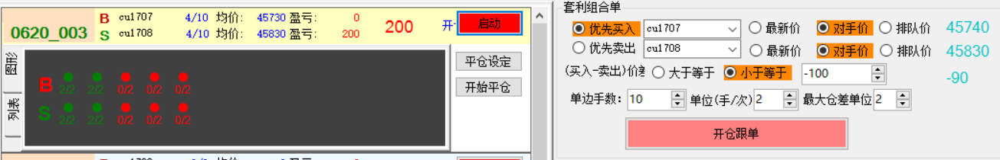 0620_003
B cu1707 4/10 均价: 45730 盈亏: 0
S cu1708 4/10 均价: 45830 盈亏: 200
200
开
启动
图形
列表
B 2/2 2/2 0/2 0/2 0/2
S 2/2 2/2 0/2 0/2 0/2
平仓设定
开始平仓
套利组合单
优先买入 cu1707 最新价 对手价 排队价 45740
优先卖出 cu1708 最新价 对手价 排队价 45830
(买入-卖出)价 大于等于 小于等于 -100 -90
单边手数: 10 单位(手/次) 2 最大仓差单位 2
开仓跟单